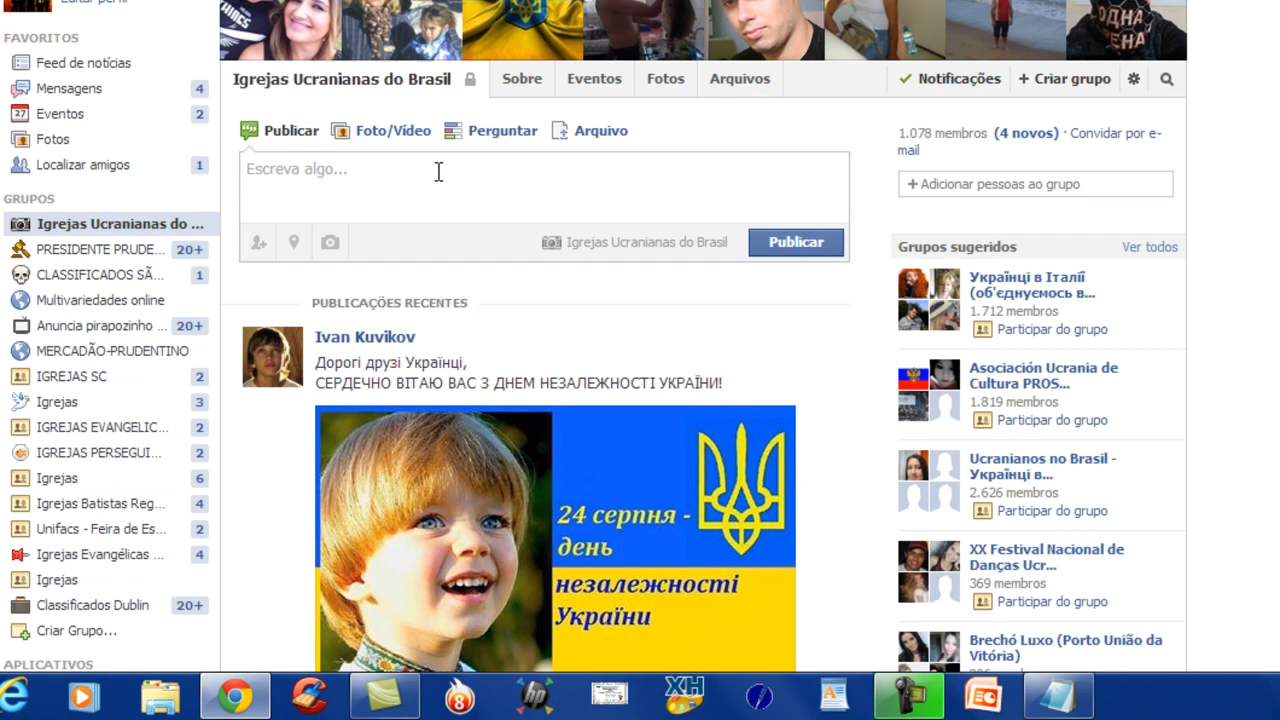 Editar perfil
FAVORITOS
Feed de notícias
Mensagens 4
Eventos 2
Fotos
Localizar amigos 1
GRUPOS
Igrejas Ucranianas do ...
PRESIDENTE PRUDE... 20+
CLASSIFICADOS SÃ... 1
Multivariedades online
Anuncia pirapozinho ... 20+
MERCADÃO-PRUDENTINO
IGREJAS SC 2
Igrejas 3
IGREJAS EVANGELIC... 2
IGREJAS PERSEGUI... 2
Igrejas 6
Igrejas Batistas Reg... 4
Unifacs - Feira de Es... 2
Igrejas Evangélicas ... 4
Igrejas
Classificados Dublin 20+
Criar Grupo...
APLICATIVOS
THINGS
ОДНА
Igrejas Ucranianas do Brasil Sobre Eventos Fotos Arquivos Notificações + Criar grupo
Publicar Foto/Vídeo Perguntar Arquivo
Escreva algo...
Igrejas Ucranianas do Brasil Publicar
PUBLICAÇÕES RECENTES
Ivan Kuvikov
Дорогі друзі Українці,
СЕРДЕЧНО ВІТАЮ ВАС З ДНЕМ НЕЗАЛЕЖНОСТІ УКРАЇНИ!
24 серпня -
день
незалежності
України
1.078 membros (4 novos) · Convidar por e-
mail
+ Adicionar pessoas ao grupo
Grupos sugeridos Ver todos
Українці в Італії
(об'єднуємось в...
1.712 membros
Participar do grupo
Asociación Ucrania de
Cultura PROS...
1.819 membros
Participar do grupo
Ucranianos no Brasil -
Українці в...
2.626 membros
Participar do grupo
XX Festival Nacional de
Danças Ucr...
369 membros
Participar do grupo
Brechó Luxo (Porto União da
Vitória)
27
8
hp
XH